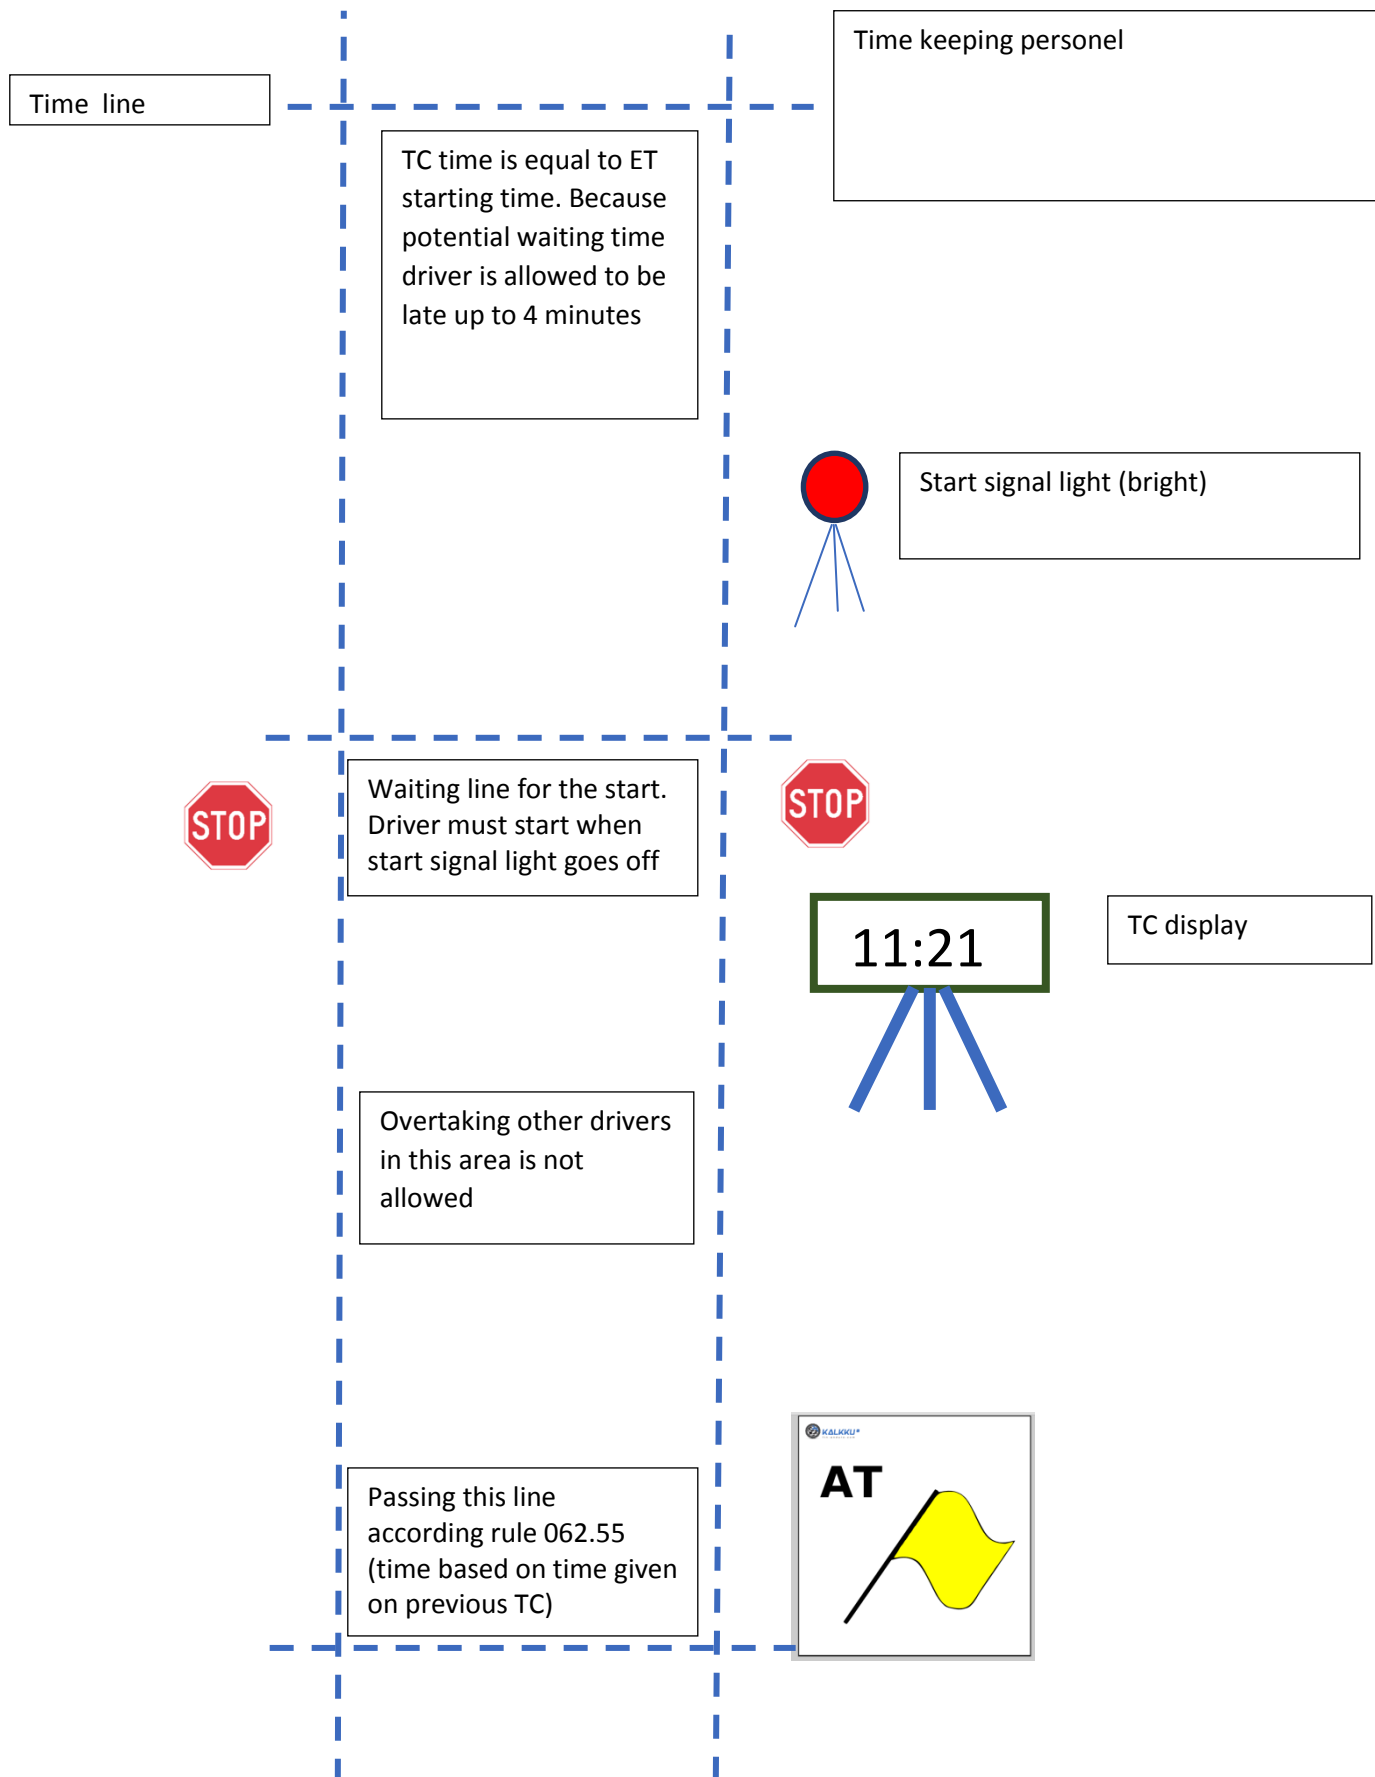 Time keeping personel
Time  line
TC time is equal to ET
starting time. Because
potential waiting time
driver is allowed to be
late up to 4 minutes
Start signal light (bright)
Waiting line for the start.
Driver must start when
start signal light goes off
STOP
STOP
11:21
TC display
Overtaking other drivers
in this area is not
allowed
KALKKU
AT
Passing this line
according rule 062.55
(time based on time given
on previous TC)